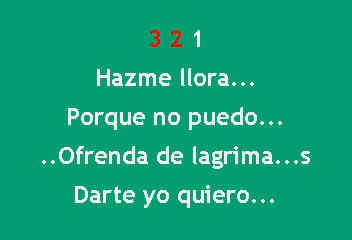 3 2 1
Hazme llora...
Porque no puedo...
..Ofrenda de lagrima...s
Darte yo quiero...